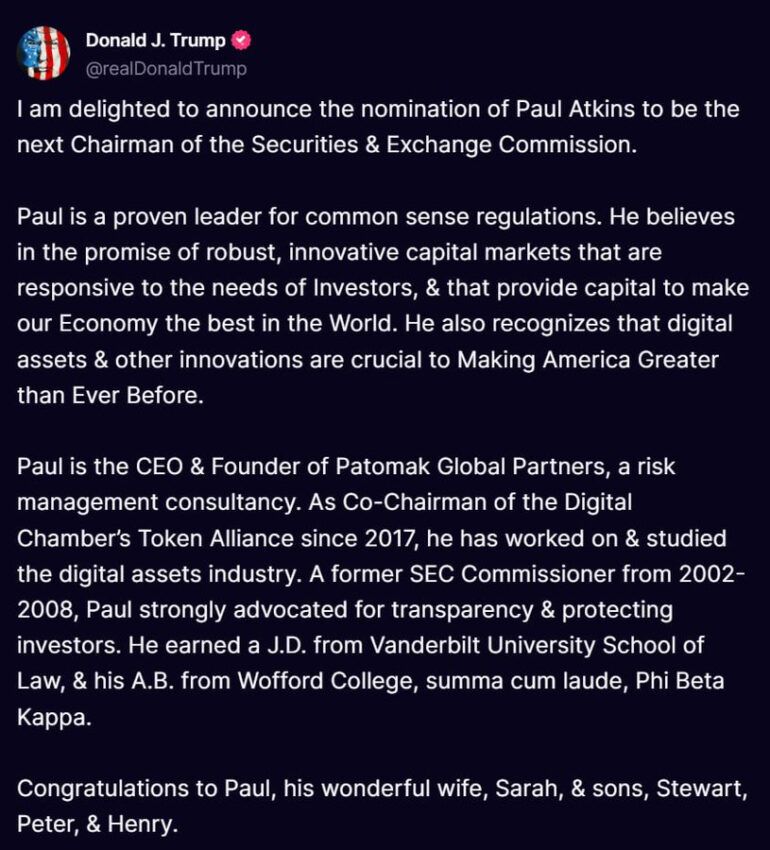 Donald J. Trump
@realDonaldTrump
I am delighted to announce the nomination of Paul Atkins to be the
next Chairman of the Securities & Exchange Commission.
Paul is a proven leader for common sense regulations. He believes
in the promise of robust, innovative capital markets that are
responsive to the needs of Investors, & that provide capital to make
our Economy the best in the World. He also recognizes that digital
assets & other innovations are crucial to Making America Greater
than Ever Before.
Paul is the CEO & Founder of Patomak Global Partners, a risk
management consultancy. As Co-Chairman of the Digital
Chamber’s Token Alliance since 2017, he has worked on & studied
the digital assets industry. A former SEC Commissioner from 2002-
2008, Paul strongly advocated for transparency & protecting
investors. He earned a J.D. from Vanderbilt University School of
Law, & his A.B. from Wofford College, summa cum laude, Phi Beta
Kappa.
Congratulations to Paul, his wonderful wife, Sarah, & sons, Stewart,
Peter, & Henry.